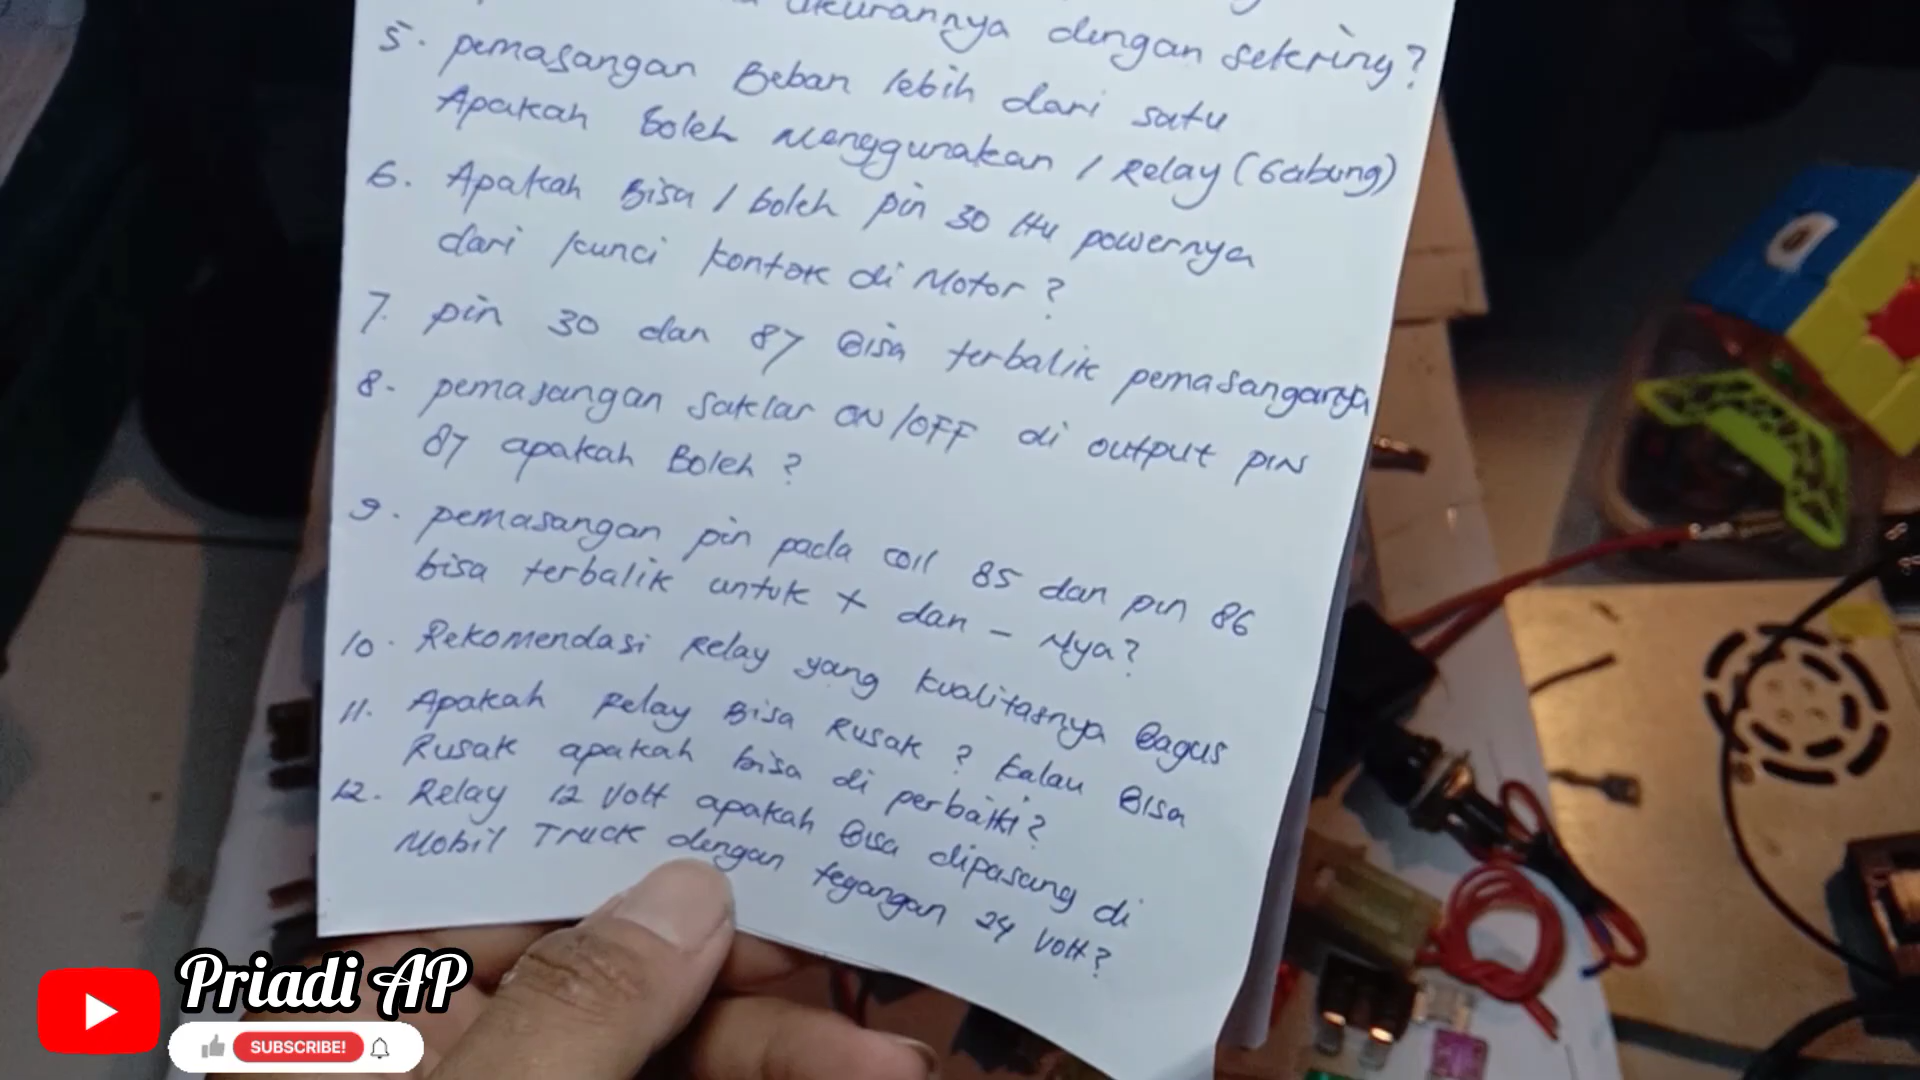 ukurannya dengan sekring?
5. pemasangan Beban lebih dari satu
Apakah Boleh Menggunakan 1 Relay (Gabung)
6. Apakah Bisa / boleh pin 30 itu powernya
dari kunci kontak di Motor?
7. pin 30 dan 87 Bisa terbalik pemasangannya
8. pemasangan saklar ON/OFF di output PIN
87 apakah Boleh?
9. pemasangan pin pada coil 85 dan pin 86
bisa terbalik untuk + dan - Nya?
10. Rekomendasi Relay yang kualitasnya Bagus
11. Apakah Relay Bisa Rusak? Kalau Bisa
Rusak apakah bisa di perbaiki?
12. Relay 12 Volt apakah Bisa dipasang di
Mobil Truck dengan tegangan 24 Volt?
Priadi AP
SUBSCRIBE!